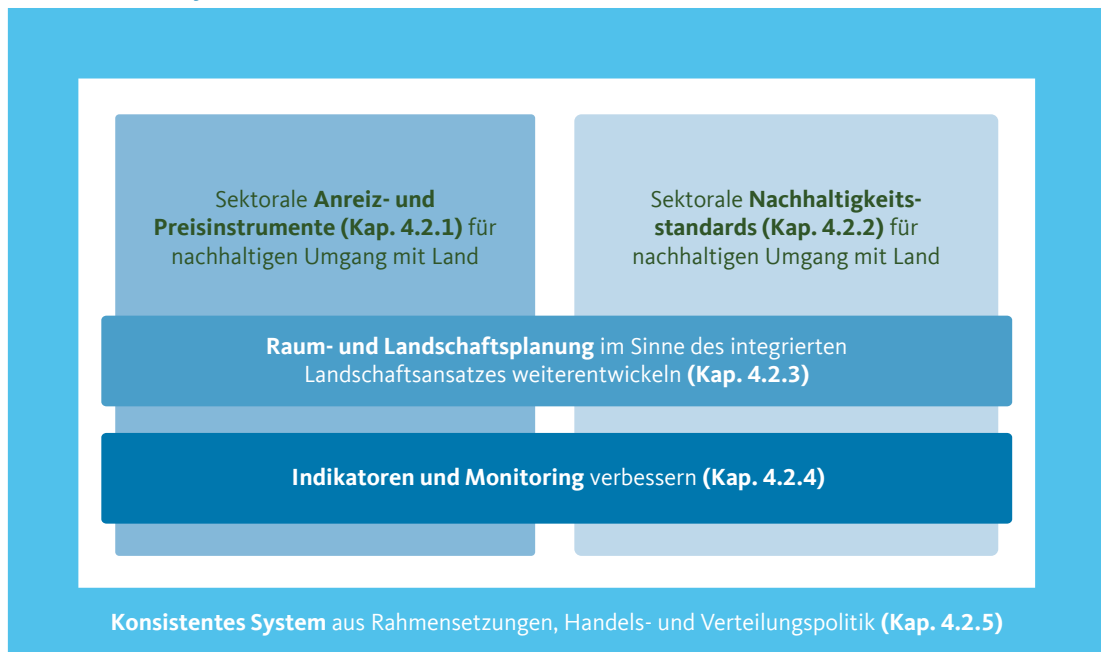 Sektorale Anreiz- und
Preisinstrumente (Kap. 4.2.1) für
nachhaltigen Umgang mit Land
Sektorale Nachhaltigkeits-
standards (Kap. 4.2.2) für
nachhaltigen Umgang mit Land
Raum- und Landschaftsplanung im Sinne des integrierten
Landschaftsansatzes weiterentwickeln (Kap. 4.2.3)
Indikatoren und Monitoring verbessern (Kap. 4.2.4)
Konsistentes System aus Rahmensetzungen, Handels- und Verteilungspolitik (Kap. 4.2.5)